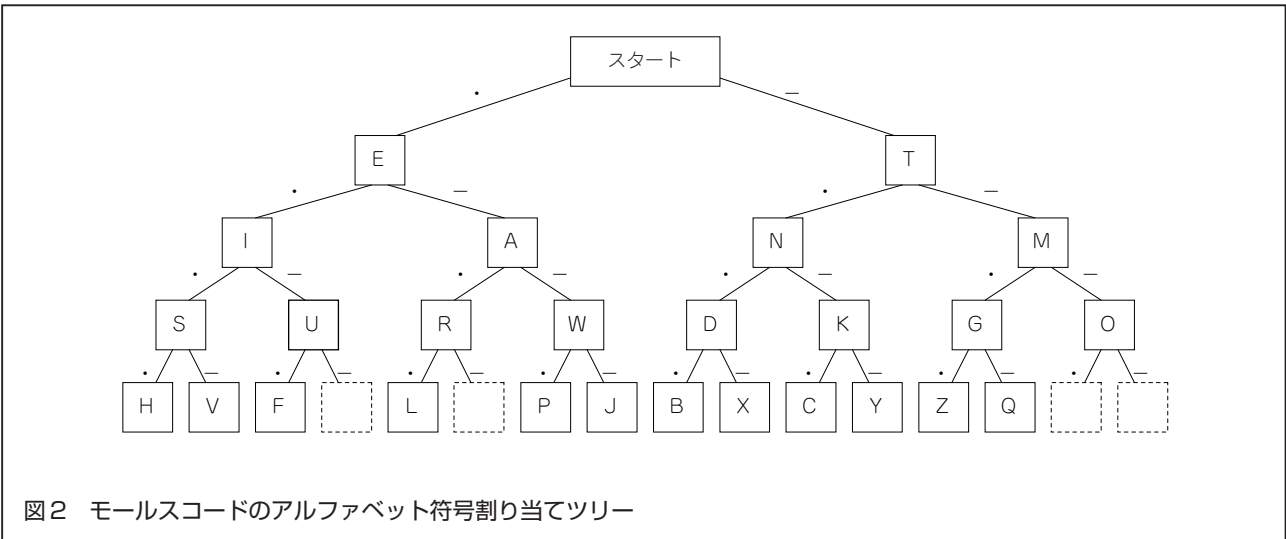 スタート
・ －
E T
・ － ・ －
I A N M
・ － ・ － ・ － ・ －
S U R W D K G O
・ － ・ － ・ － ・ － ・ － ・ － ・ － ・ －
H V F L P J B X C Y Z Q
図2 モールスコードのアルファベット符号割り当てツリー